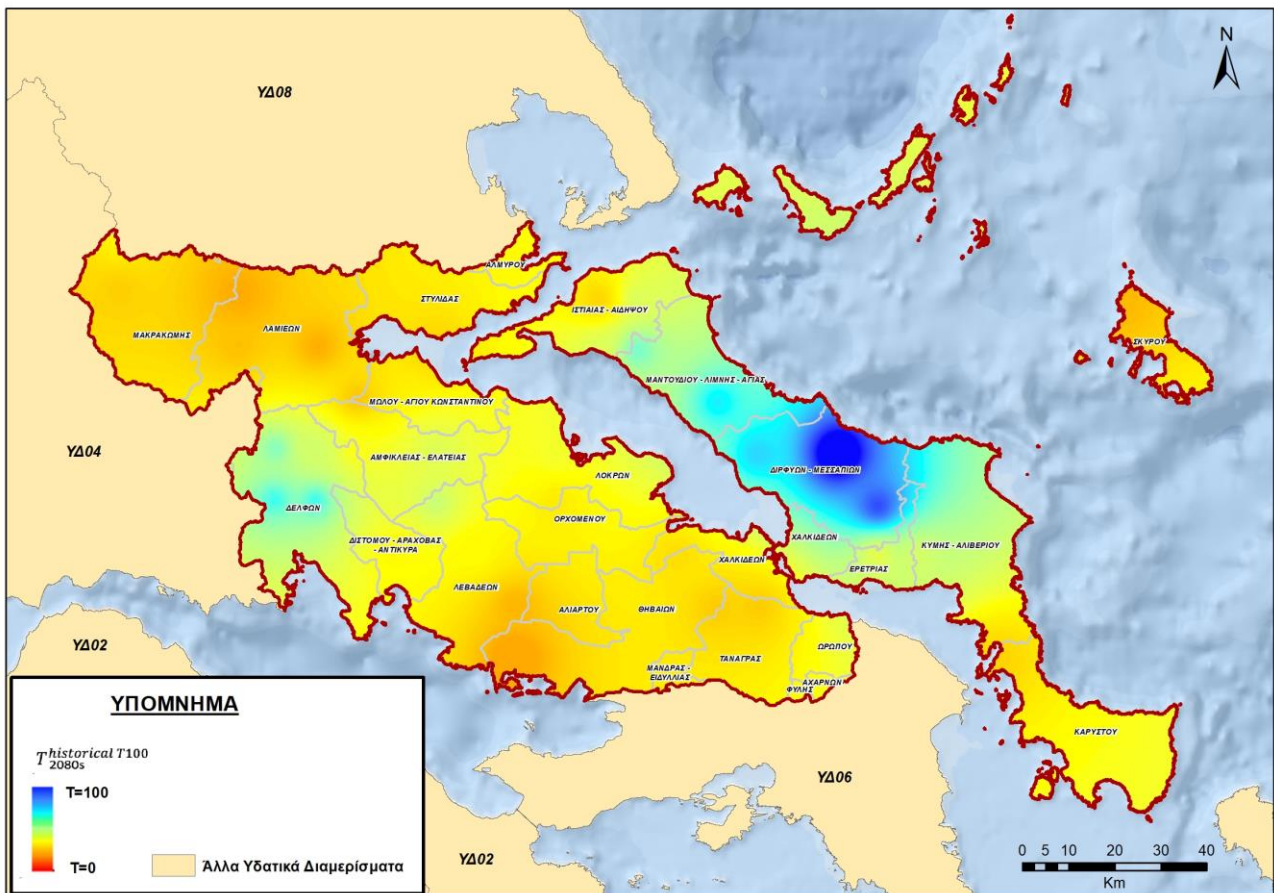 N
ΥΔ08
ΑΛΜΥΡΟΥ
ΣΤΥΛΙΔΑΣ
ΙΣΤΙΑΙΑΣ - ΑΙΔΗΨΟΥ
ΜΑΚΡΑΚΩΜΗΣ
ΛΑΜΙΕΩΝ
ΣΚΥΡΟΥ
ΜΑΝΤΟΥΔΙΟΥ - ΛΙΜΝΗΣ - ΑΓΙΑΣ
ΜΩΛΟΥ - ΑΓΙΟΥ ΚΩΝΣΤΑΝΤΙΝΟΥ
ΥΔ04
ΑΜΦΙΚΛΕΙΑΣ - ΕΛΑΤΕΙΑΣ
ΛΟΚΡΩΝ
ΔΙΡΦΥΩΝ - ΜΕΣΣΑΠΙΩΝ
ΔΕΛΦΩΝ
ΟΡΧΟΜΕΝΟΥ
ΔΙΣΤΟΜΟΥ - ΑΡΑΧΟΒΑΣ
- ΑΝΤΙΚΥΡΑ
ΧΑΛΚΙΔΕΩΝ
ΚΥΜΗΣ - ΑΛΙΒΕΡΙΟΥ
ΧΑΛΚΙΔΕΩΝ
ΕΡΕΤΡΙΑΣ
ΛΕΒΑΔΕΩΝ
ΑΛΙΑΡΤΟΥ
ΘΗΒΑΙΩΝ
ΥΔ02
ΜΑΝΔΡΑΣ -
ΕΙΔΥΛΛΙΑΣ
ΤΑΝΑΓΡΑΣ
ΩΡΩΠΟΥ
ΑΧΑΡΝΩΝ
ΦΥΛΗΣ
ΚΑΡΥΣΤΟΥ
ΥΠΟΜΝΗΜΑ
T historical T100
2080s
T=100
T=0
Άλλα Υδατικά Διαμερίσματα
ΥΔ06
ΥΔ02
0 5 10 20 30 40
Km